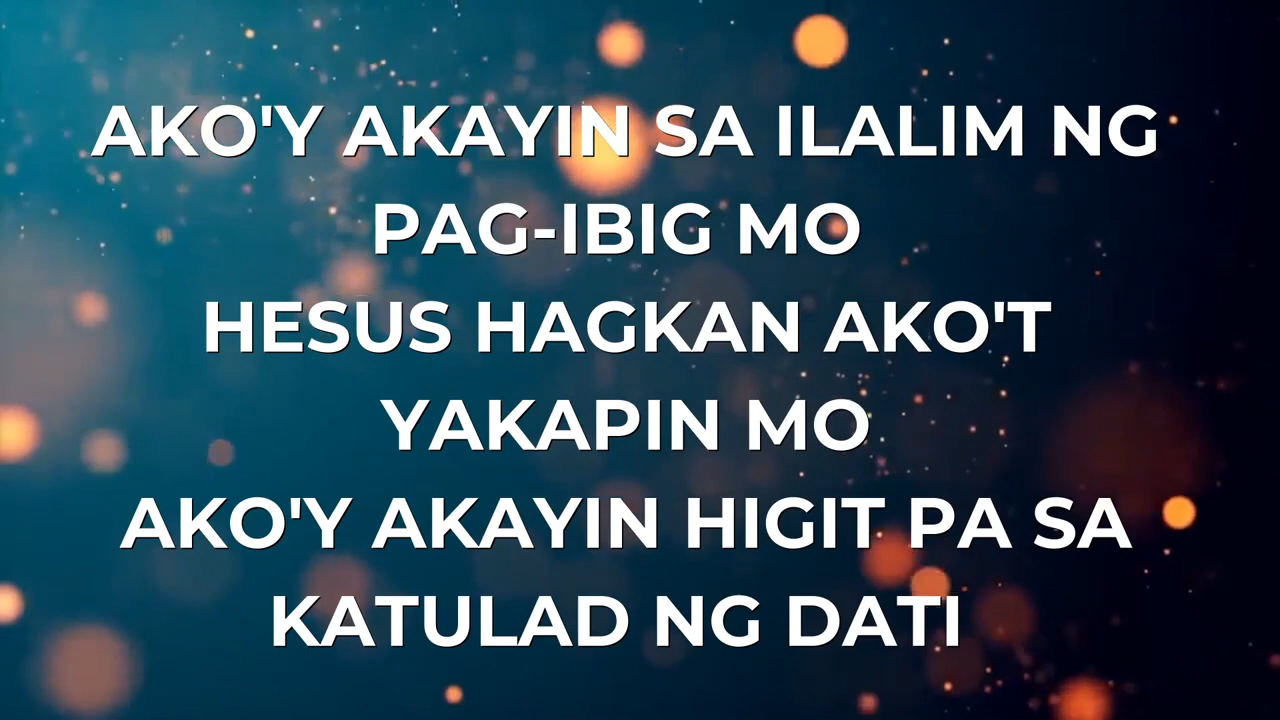 AKO'Y AKAYIN SA ILALIM NG
PAG-IBIG MO
HESUS HAGKAN AKO'T
YAKAPIN MO
AKO'Y AKAYIN HIGIT PA SA
KATULAD NG DATI